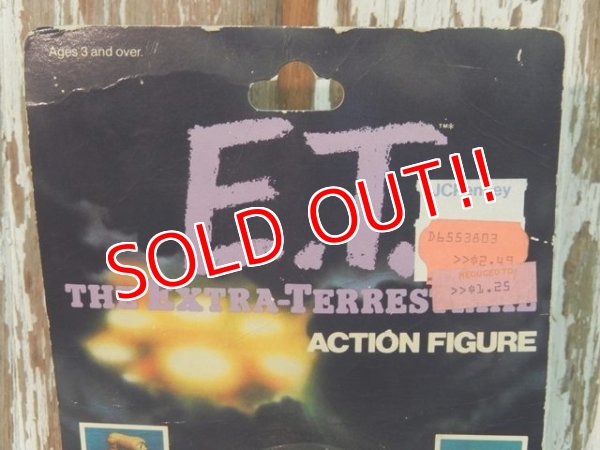 Ages 3 and over.
E.T.™*
SOLD OUT!!
JCPenney
D6553803
>>$2.49
REDUCED TO
>>$1.25
THE EXTRA-TERRESTRIAL
ACTION FIGURE